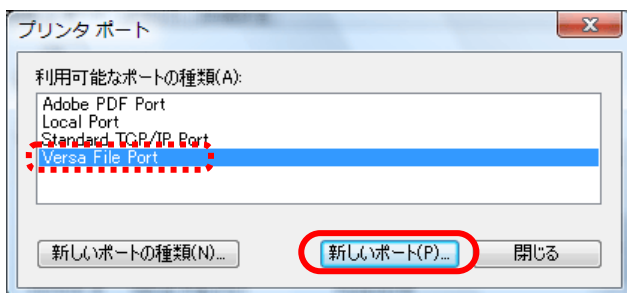 プリンタ ポート
利用可能なポートの種類(A):
Adobe PDF Port
Local Port
Standard TCP/IP Port
Versa File Port
新しいポートの種類(N)... 新しいポート(P)... 閉じる